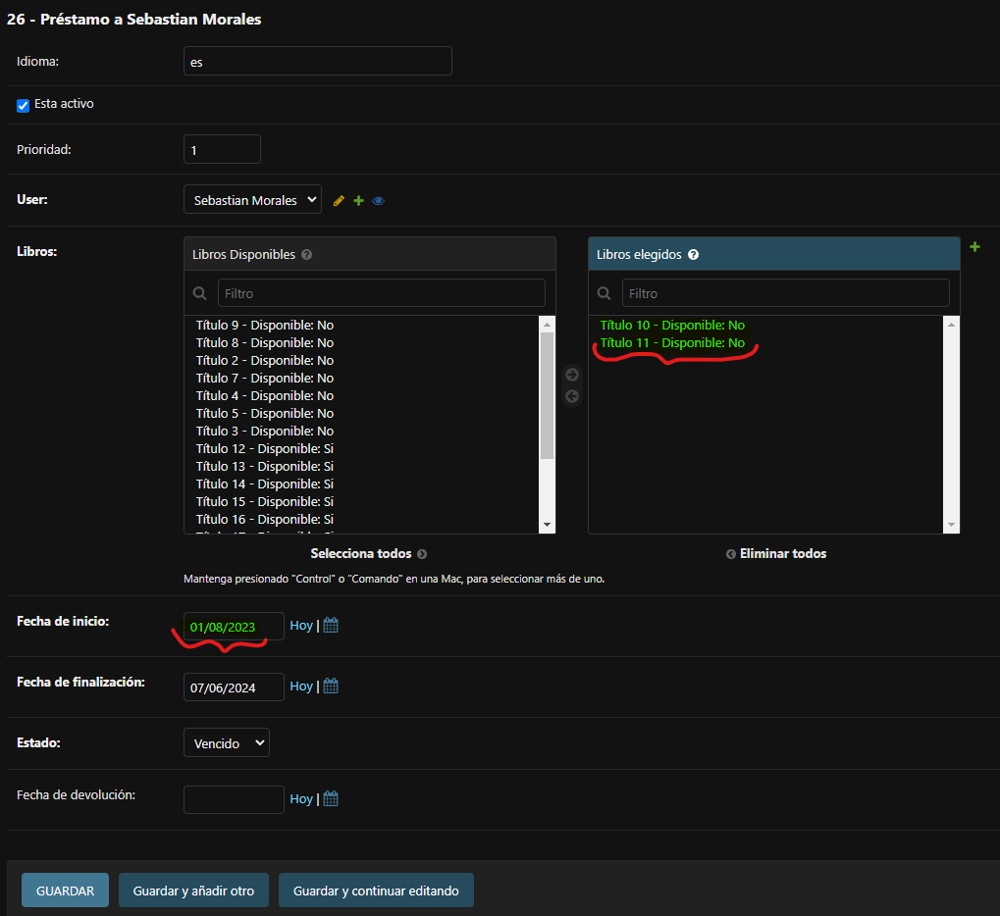 26 - Préstamo a Sebastian Morales
Idioma:
es
Esta activo
Prioridad:
1
User:
Sebastian Morales
Libros:
Libros Disponibles
Filtro
Título 9 - Disponible: No
Título 8 - Disponible: No
Título 2 - Disponible: No
Título 7 - Disponible: No
Título 4 - Disponible: No
Título 5 - Disponible: No
Título 3 - Disponible: No
Título 12 - Disponible: Si
Título 13 - Disponible: Si
Título 14 - Disponible: Si
Título 15 - Disponible: Si
Título 16 - Disponible: Si
Selecciona todos
Libros elegidos
Filtro
Título 10 - Disponible: No
Título 11 - Disponible: No
Eliminar todos
Mantenga presionado "Control" o "Comando" en una Mac, para seleccionar más de uno.
Fecha de inicio:
01/08/2023
Hoy |
Fecha de finalización:
07/06/2024
Hoy |
Estado:
Vencido
Fecha de devolución:
Hoy |
GUARDAR
Guardar y añadir otro
Guardar y continuar editando